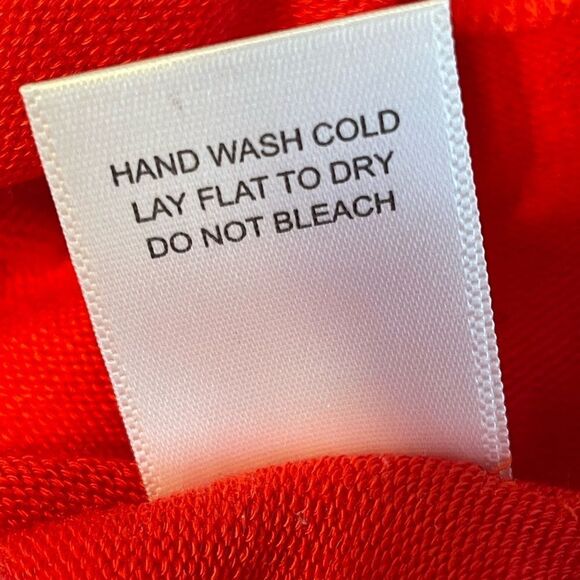 HAND WASH COLD
LAY FLAT TO DRY
DO NOT BLEACH